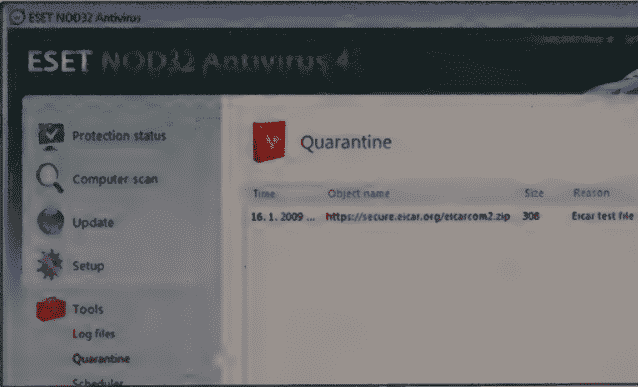 ESET NOD32 Antivirus
ESET NOD32 Antivirus 4
Protection status
Computer scan
Update
Setup
Tools
Log files
Quarantine
Scheduler
Quarantine
Time Object name Size Reason
16. 1. 2009 ... https://secure.eicar.org/eicarcom2.zip 308 Eicar test file